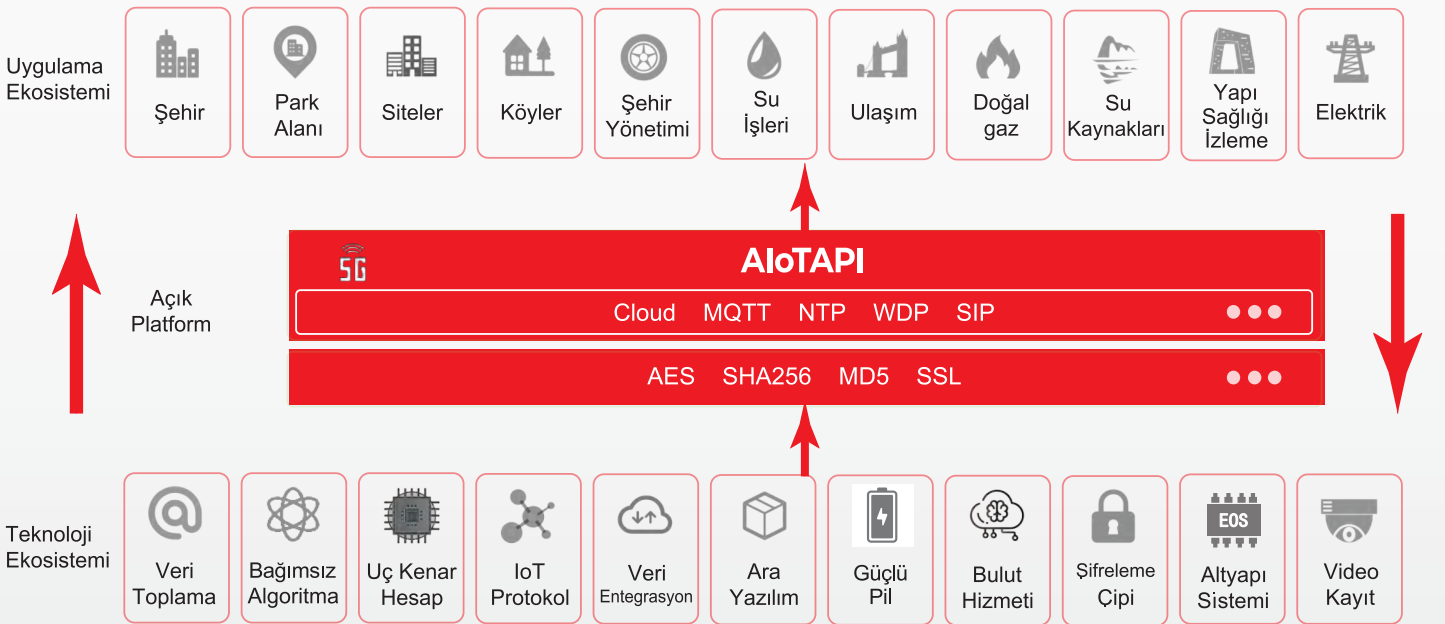 Uygulama
Ekosistemi
Şehir
Park
Alanı
Siteler
Köyler
Şehir
Yönetimi
Su
İşleri
Ulaşım
Doğal
gaz
Su
Kaynakları
Yapı
Sağlığı
İzleme
Elektrik
5G
AIoTAPI
Açık
Platform
Cloud MQTT NTP WDP SIP
AES SHA256 MD5 SSL
Teknoloji
Ekosistemi
Veri
Toplama
Bağımsız
Algoritma
Uç Kenar
Hesap
IoT
Protokol
Veri
Entegrasyon
Ara
Yazılım
Güçlü
Pil
Bulut
Hizmeti
Şifreleme
Çipi
EOS
Altyapı
Sistemi
Video
Kayıt